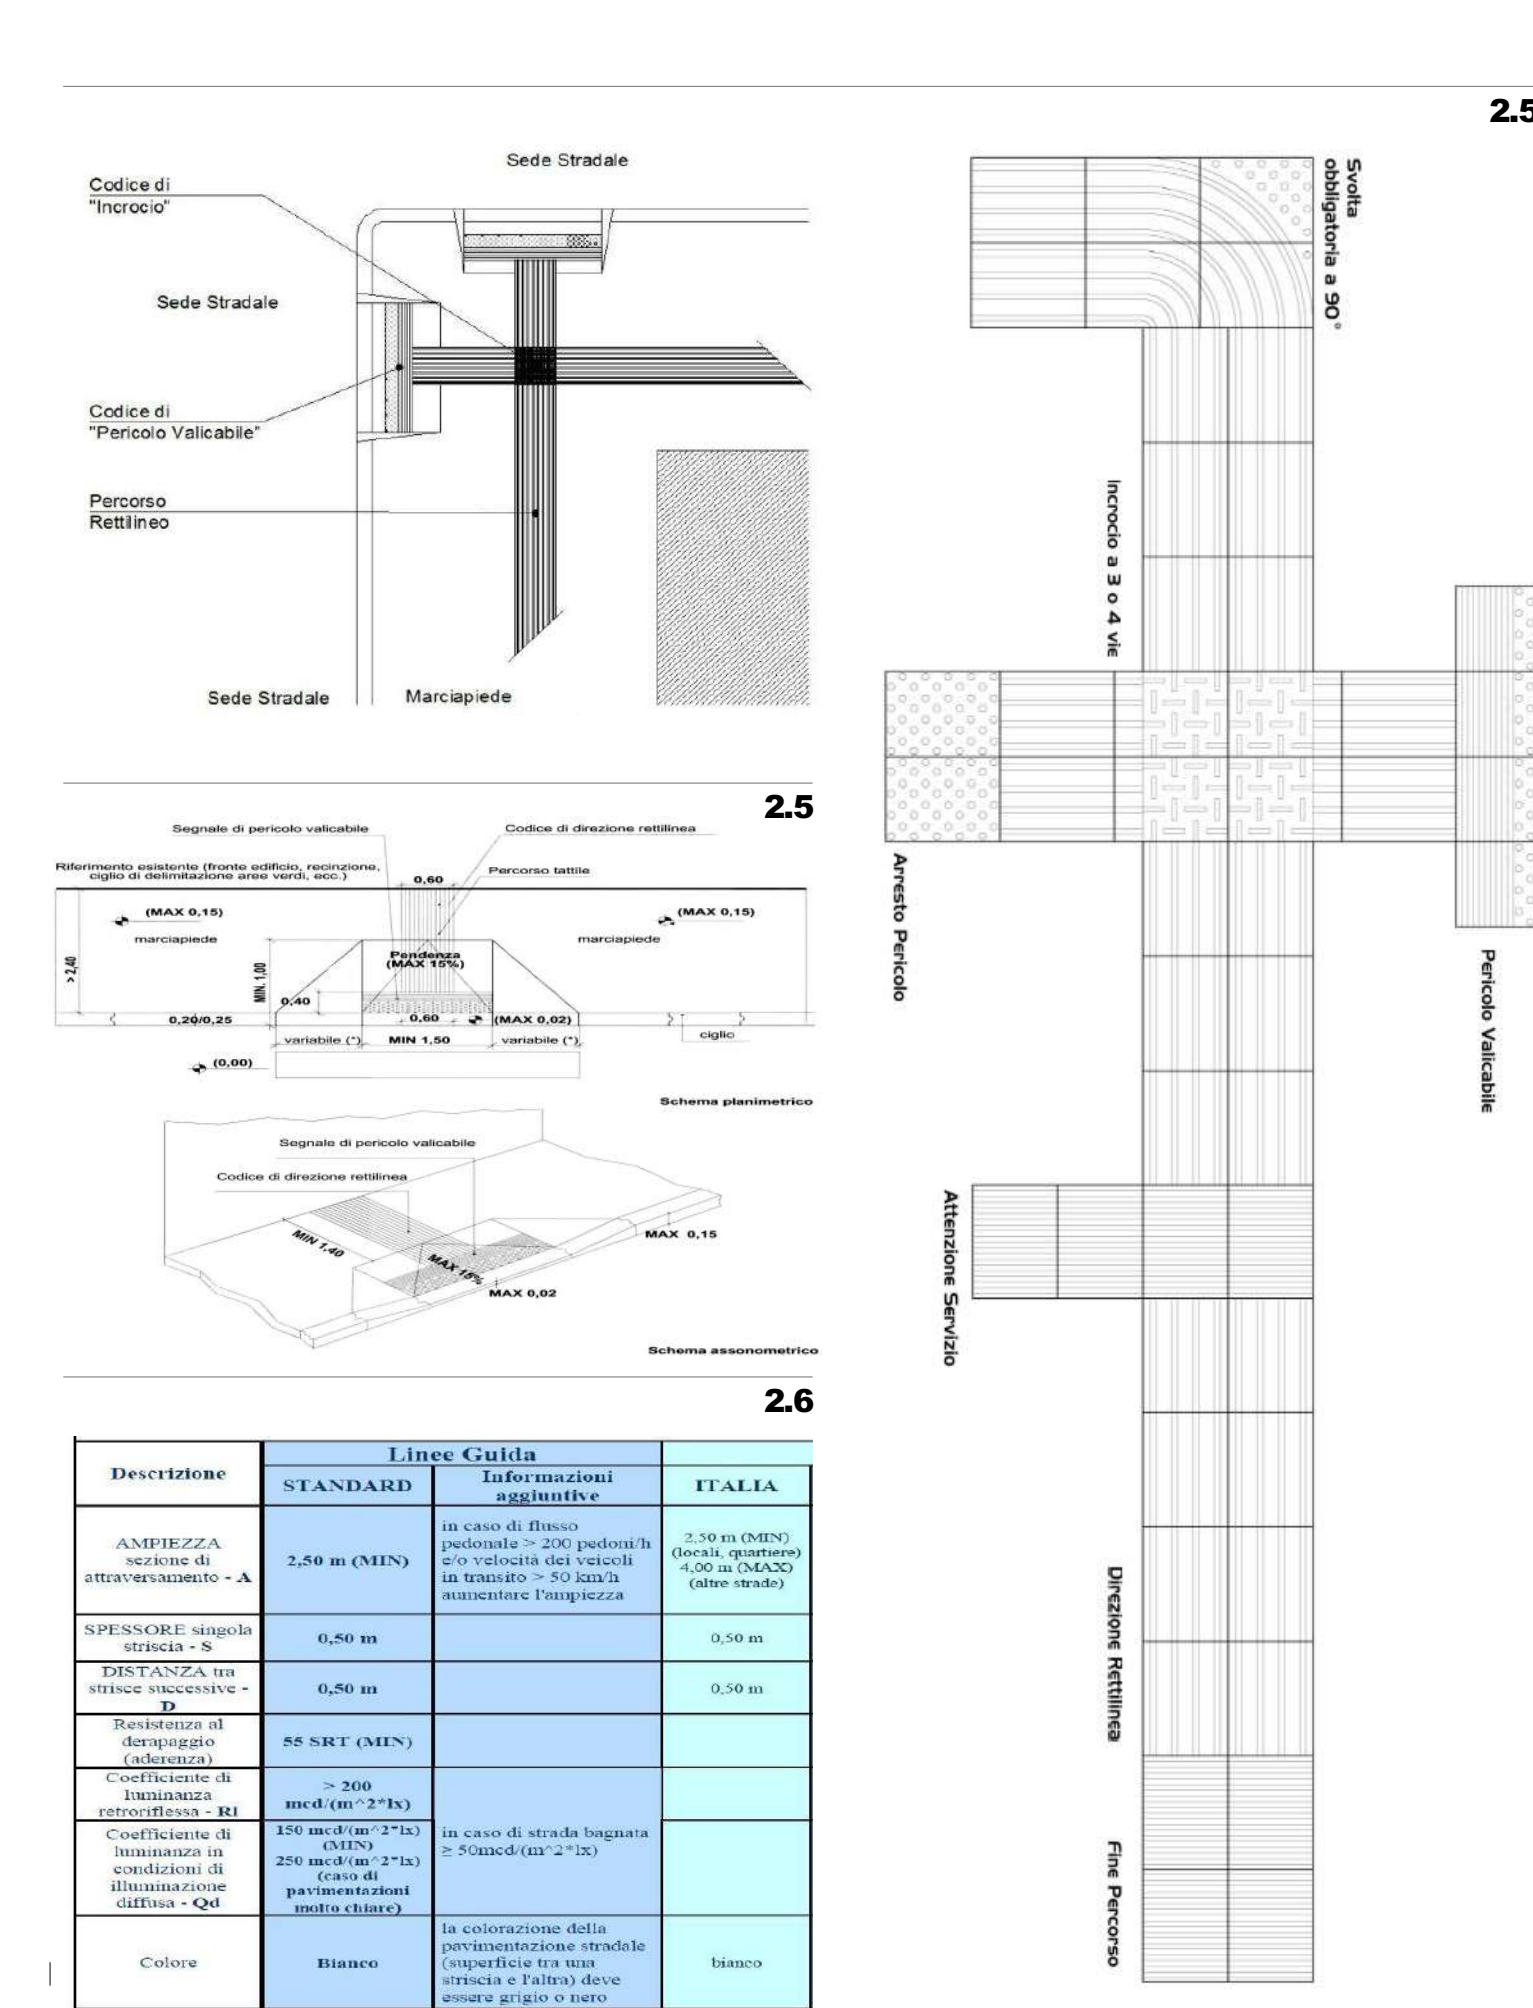 2.5
Sede Stradale
Codice di
"Incrocio"
Sede Stradale
Codice di
"Pericolo Valicabile"
Percorso
Rettilineo
Sede Stradale
Marciapiede
2.5
Segnale di pericolo valicabile
Codice di direzione rettilinea
Riferimento esistente (fronte edificio, recinzione,
ciglio di delimitazione aree verdi, ecc.)
Percorso tattile
0,60
(MAX 0,15)
(MAX 0,15)
marciapiede
marciapiede
Pendenza
(MAX 15%)
> 2,40
MIN. 1,00
0,40
0,20/0,25
0,60
(MAX 0,02)
ciglio
variabile (*)
MIN 1,50
variabile (*)
(0,00)
Schema planimetrico
Segnale di pericolo valicabile
Codice di direzione rettilinea
MIN 1,40
MAX 15%
MAX 0,15
MAX 0,02
Schema assonometrico
2.6
Descrizione
Linee Guida
STANDARD
Informazioni
aggiuntive
ITALIA
AMPIEZZA
sezione di
attraversamento - A
2,50 m (MIN)
in caso di flusso
pedonale > 200 pedoni/h
e/o velocità dei veicoli
in transito > 50 km/h
aumentare l'ampiezza
2,50 m (MIN)
(locali, quartiere)
4,00 m (MAX)
(altre strade)
SPESSORE singola
striscia - S
0,50 m
0,50 m
DISTANZA tra
strisce successive -
D
0,50 m
0,50 m
Resistenza al
derapaggio
(aderenza)
55 SRT (MIN)
Coefficiente di
luminanza
retroriflessa - Rl
> 200
mcd/(m^2*lx)
Coefficiente di
luminanza in
condizioni di
illuminazione
diffusa - Qd
150 mcd/(m^2*lx)
(MIN)
250 mcd/(m^2*lx)
(caso di
pavimentazioni
molto chiare)
in caso di strada bagnata
≥ 50mcd/(m^2*lx)
Colore
Bianco
la colorazione della
pavimentazione stradale
(superficie tra una
striscia e l'altra) deve
essere grigio o nero
bianco
Svolta
obbligatoria a 90°
Incrocio a 3 o 4 vie
Arresto Pericolo
Pericolo Valicabile
Attenzione Servizio
Direzione Rettilinea
Fine Percorso